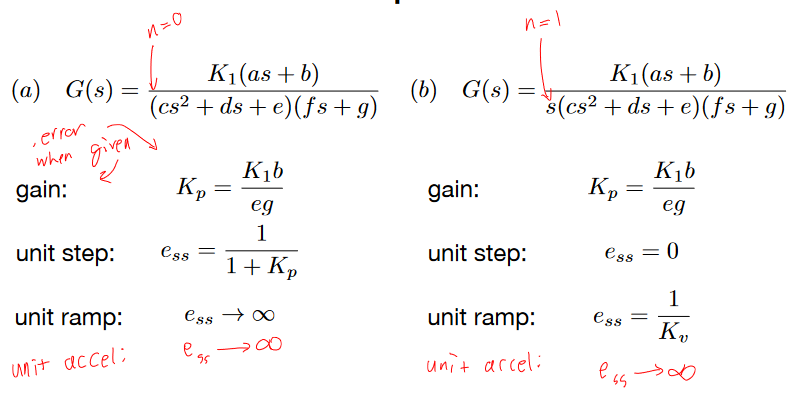 n=0
n=1
(a) G(s) = K₁(as + b) / (cs² + ds + e)(fs + g)
(b) G(s) = K₁(as + b) / s(cs² + ds + e)(fs + g)
error
when given
gain: Kₚ = K₁b / eg
gain: Kₚ = K₁b / eg
unit step: eₛₛ = 1 / 1 + Kₚ
unit step: eₛₛ = 0
unit ramp: eₛₛ → ∞
unit ramp: eₛₛ = 1 / Kᵥ
unit accel: eₛₛ → ∞
unit accel: eₛₛ → ∞